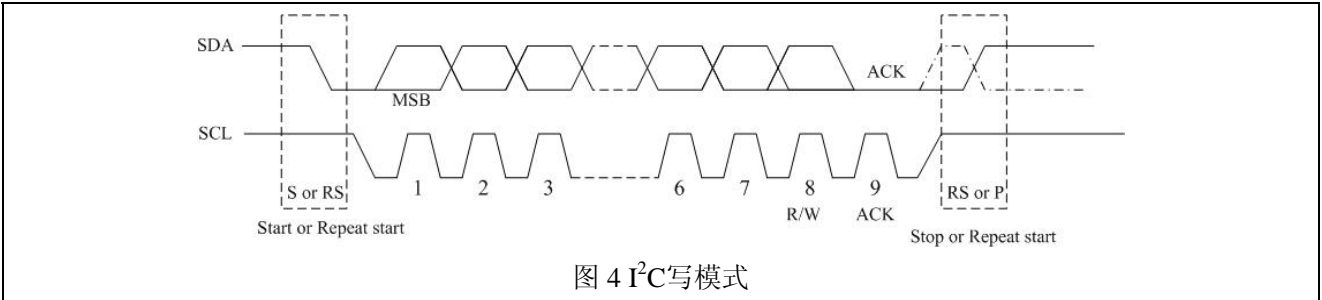 SDA
ACK
MSB
SCL
S or RS 1 2 3 6 7 8 9 RS or P
R/W ACK
Start or Repeat start
Stop or Repeat start
图 4 I²C写模式